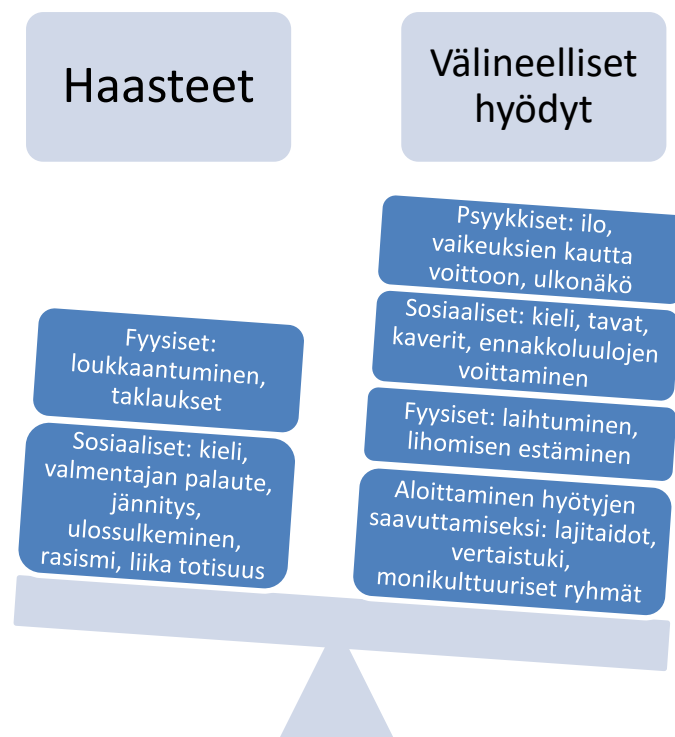 Haasteet
Välineelliset
hyödyt
Fyysiset:
loukkaantuminen,
taklaukset
Sosiaaliset: kieli,
valmentajan palaute,
jännitys,
ulossulkeminen,
rasismi, liika totisuus
Psyykkiset: ilo,
vaikeuksien kautta
voittoon, ulkonäkö
Sosiaaliset: kieli, tavat,
kaverit, ennakkoluulojen
voittaminen
Fyysiset: laihtuminen,
lihomisen estäminen
Aloittaminen hyötyjen
saavuttamiseksi: lajitaidot,
vertaistuki,
monikulttuuriset ryhmät